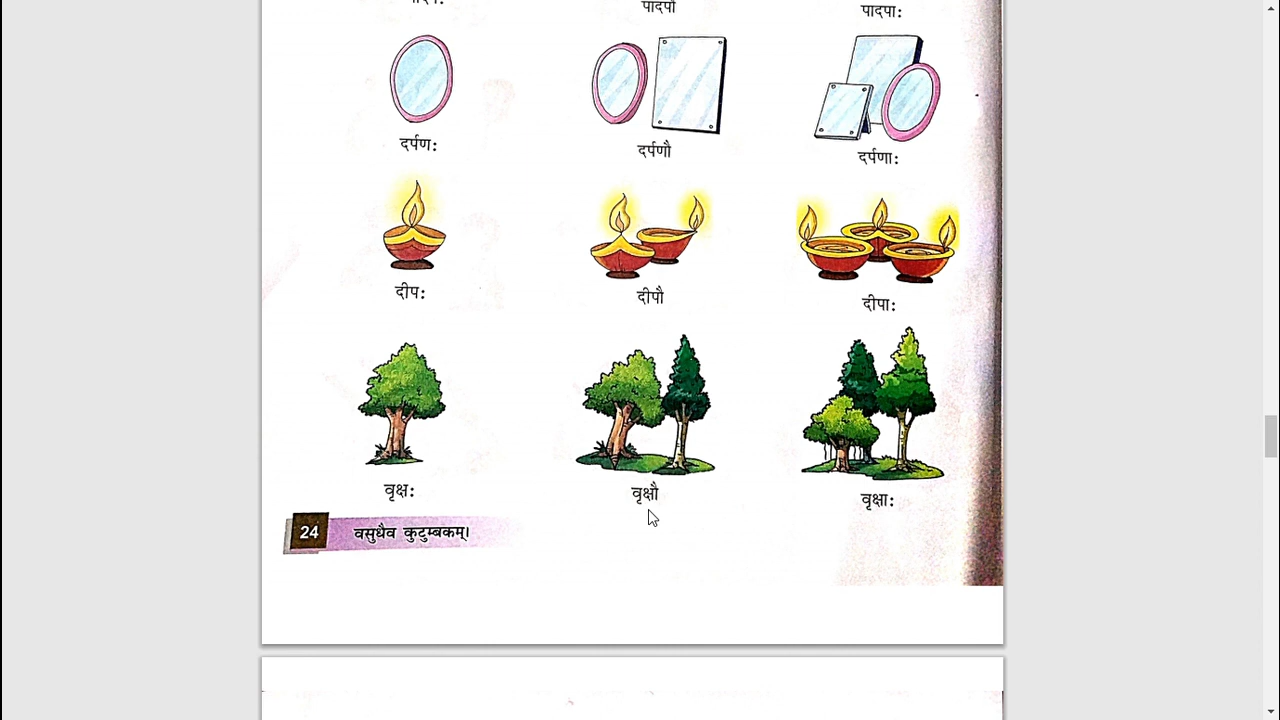 पादपौ
पादपाः
दर्पणः
दर्पणौ
दर्पणाः
दीपः
दीपौ
दीपाः
वृक्षः
वृक्षौ
वृक्षाः
24 वसुधैव कुटुम्बकम्।